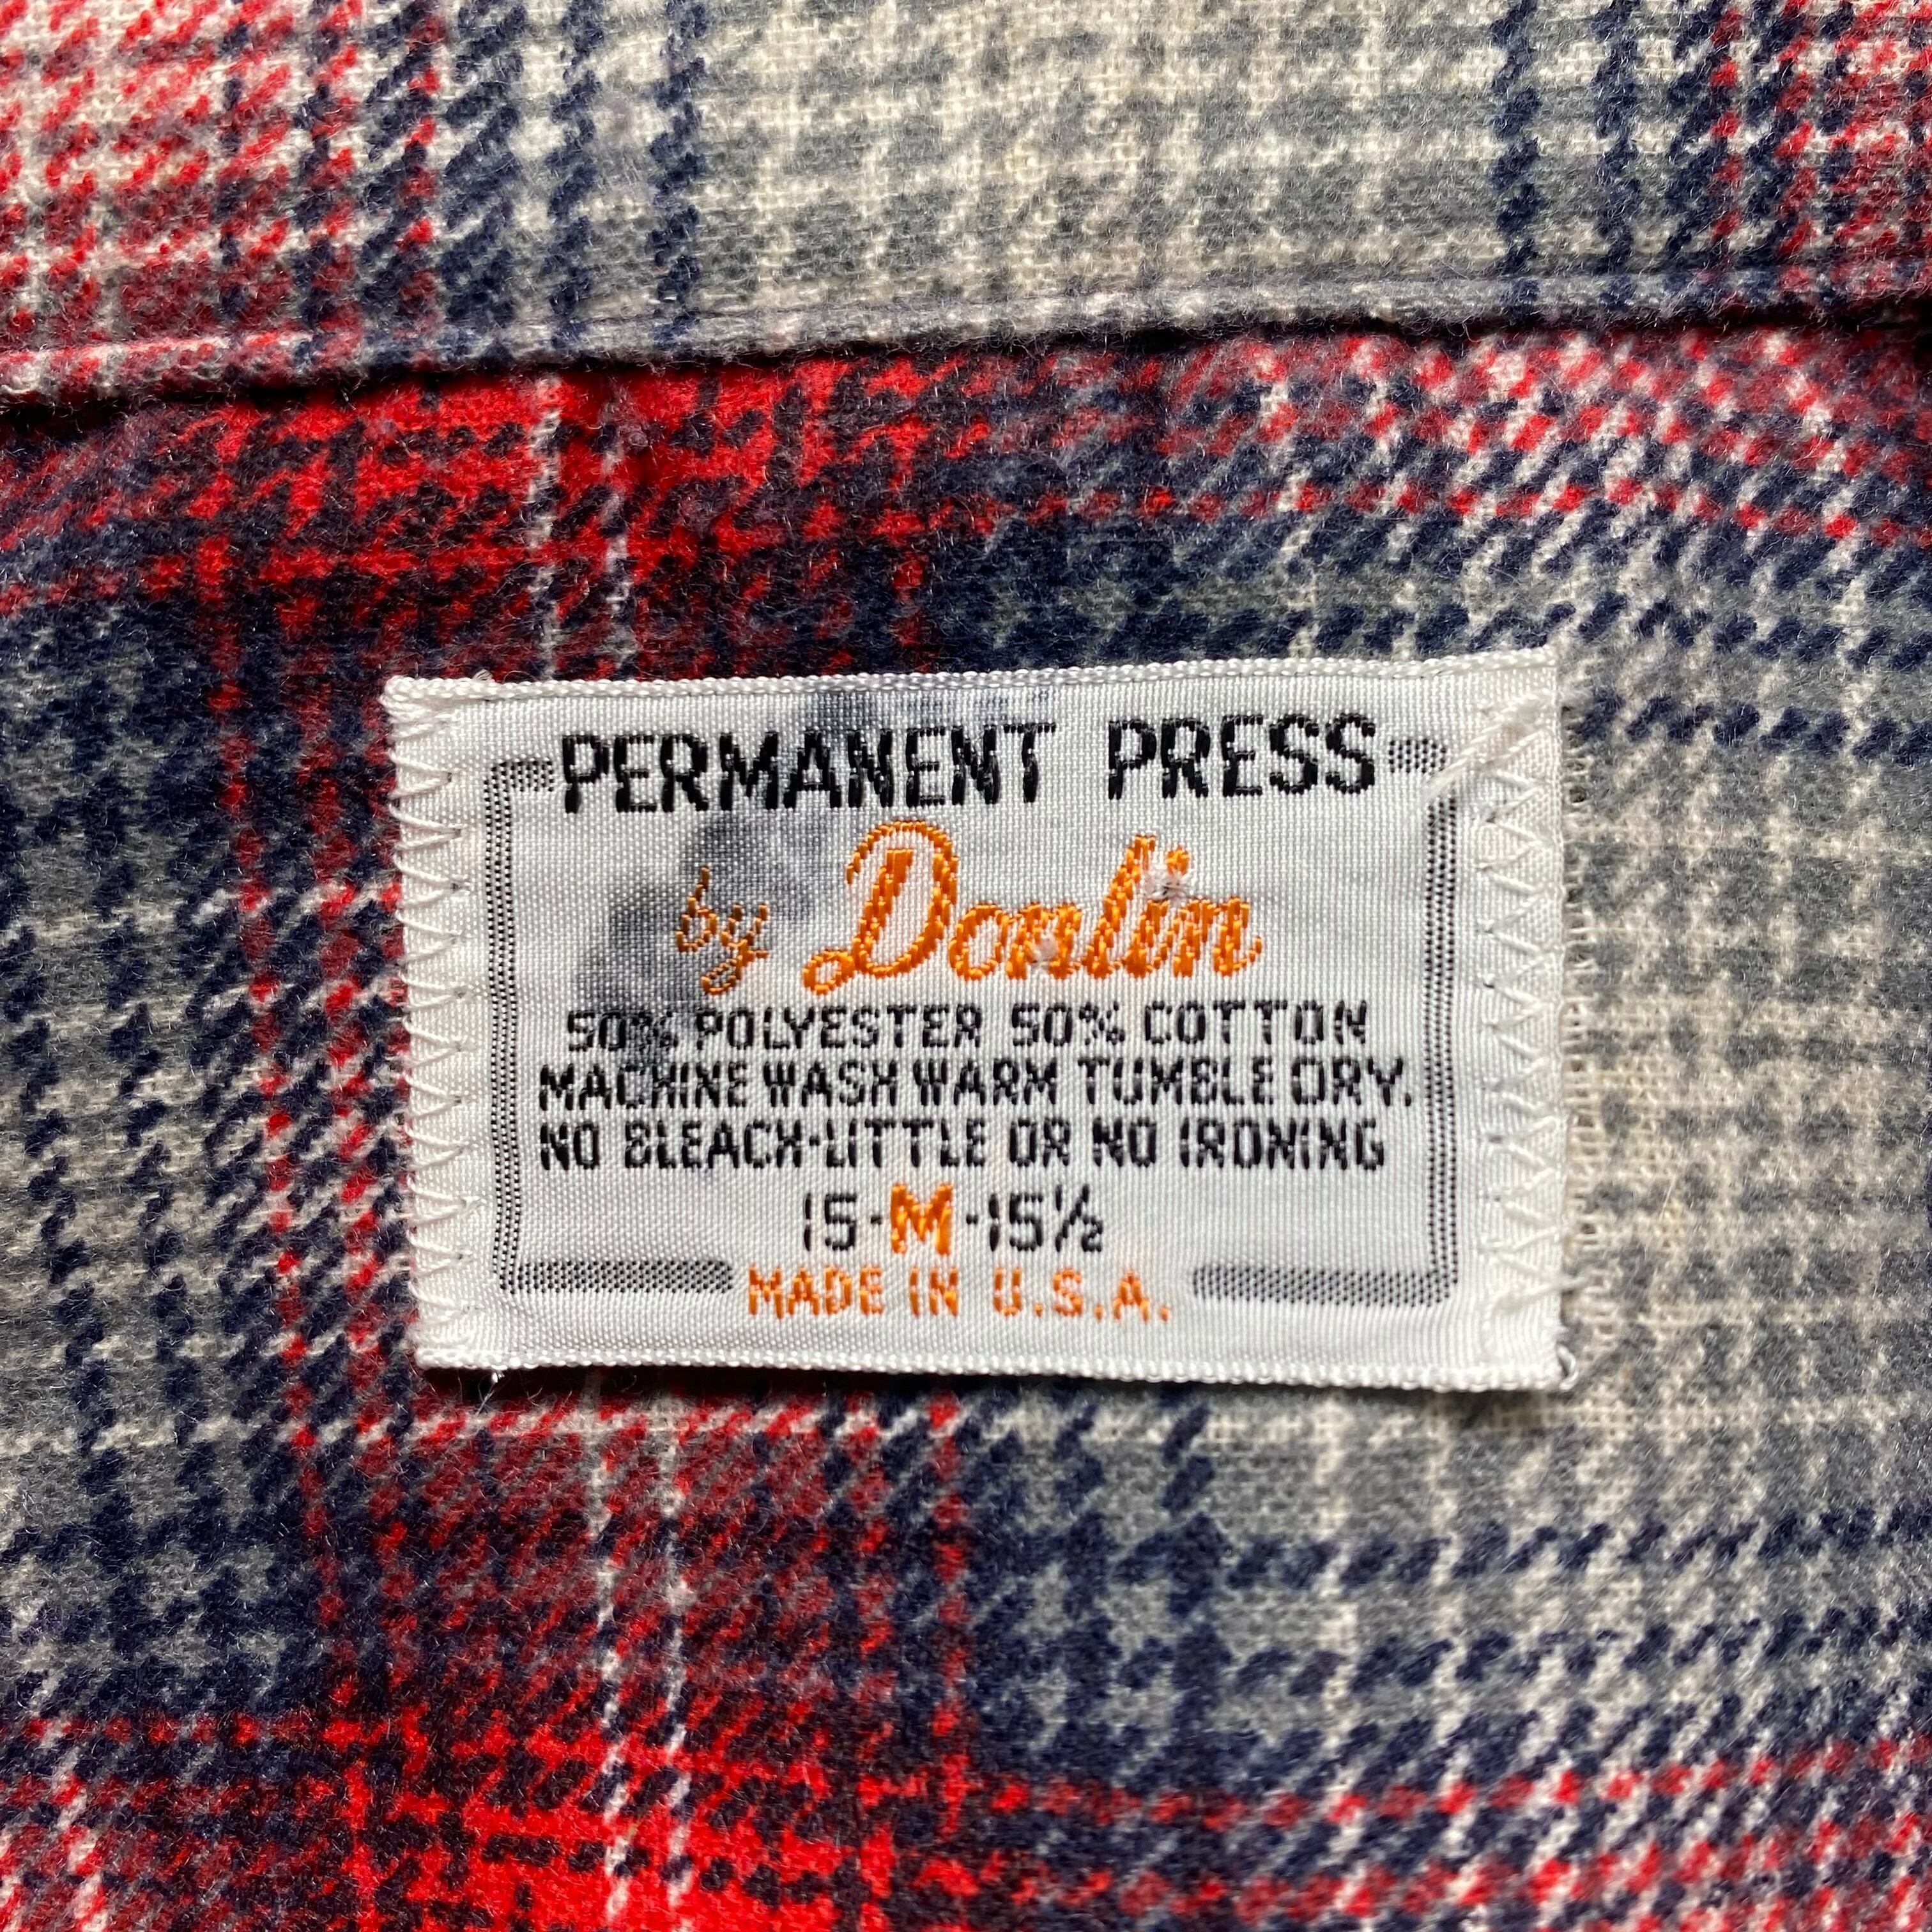 PERMANENT PRESS
by Donlin
50% POLYESTER 50% COTTON
MACHINE WASH WARM TUMBLE DRY.
NO BLEACH-LITTLE OR NO IRONING
15-M-15½
MADE IN U.S.A.